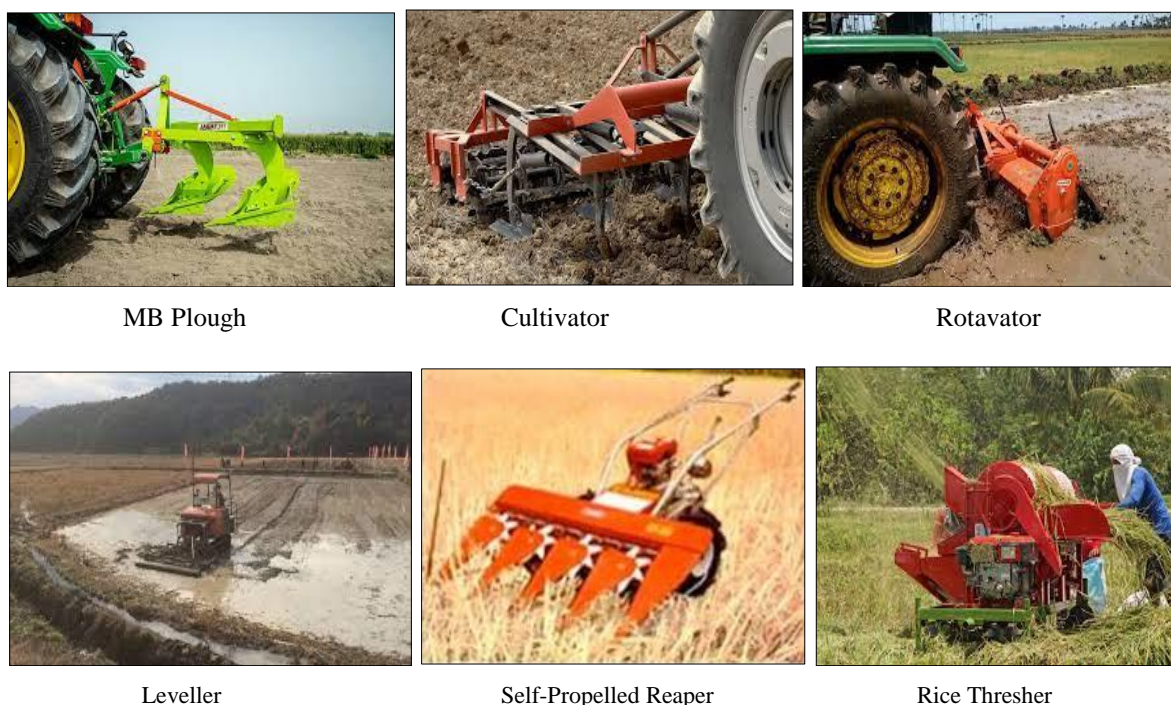 MB Plough
Cultivator
Rotavator
Leveller
Self-Propelled Reaper
Rice Thresher